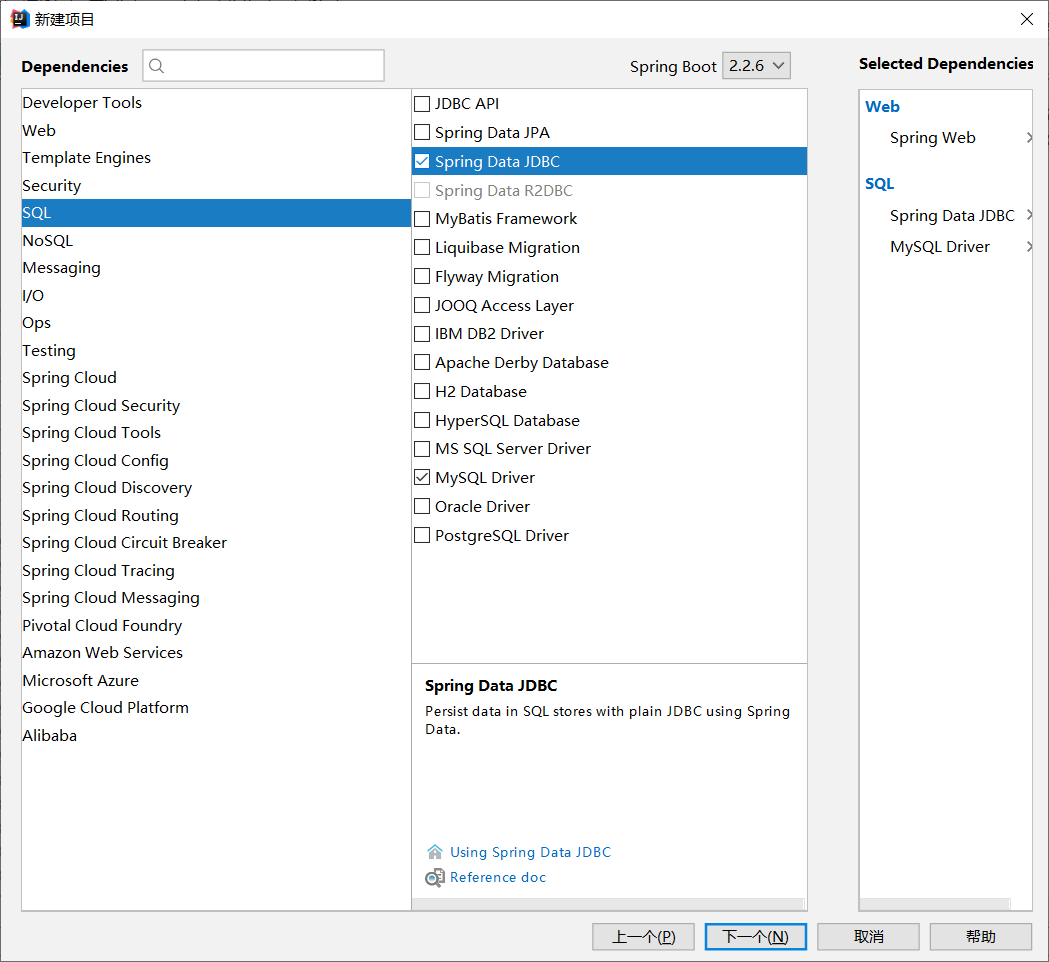 新建项目
Dependencies
Spring Boot 2.2.6
Selected Dependencies
Developer Tools
Web
Template Engines
Security
SQL
NoSQL
Messaging
I/O
Ops
Testing
Spring Cloud
Spring Cloud Security
Spring Cloud Tools
Spring Cloud Config
Spring Cloud Discovery
Spring Cloud Routing
Spring Cloud Circuit Breaker
Spring Cloud Tracing
Spring Cloud Messaging
Pivotal Cloud Foundry
Amazon Web Services
Microsoft Azure
Google Cloud Platform
Alibaba
JDBC API
Spring Data JPA
Spring Data JDBC
Spring Data R2DBC
MyBatis Framework
Liquibase Migration
Flyway Migration
JOOQ Access Layer
IBM DB2 Driver
Apache Derby Database
H2 Database
HyperSQL Database
MS SQL Server Driver
MySQL Driver
Oracle Driver
PostgreSQL Driver
Spring Data JDBC
Persist data in SQL stores with plain JDBC using Spring
Data.
Using Spring Data JDBC
Reference doc
Web
Spring Web
SQL
Spring Data JDBC
MySQL Driver
上一个(P)
下一个(N)
取消
帮助